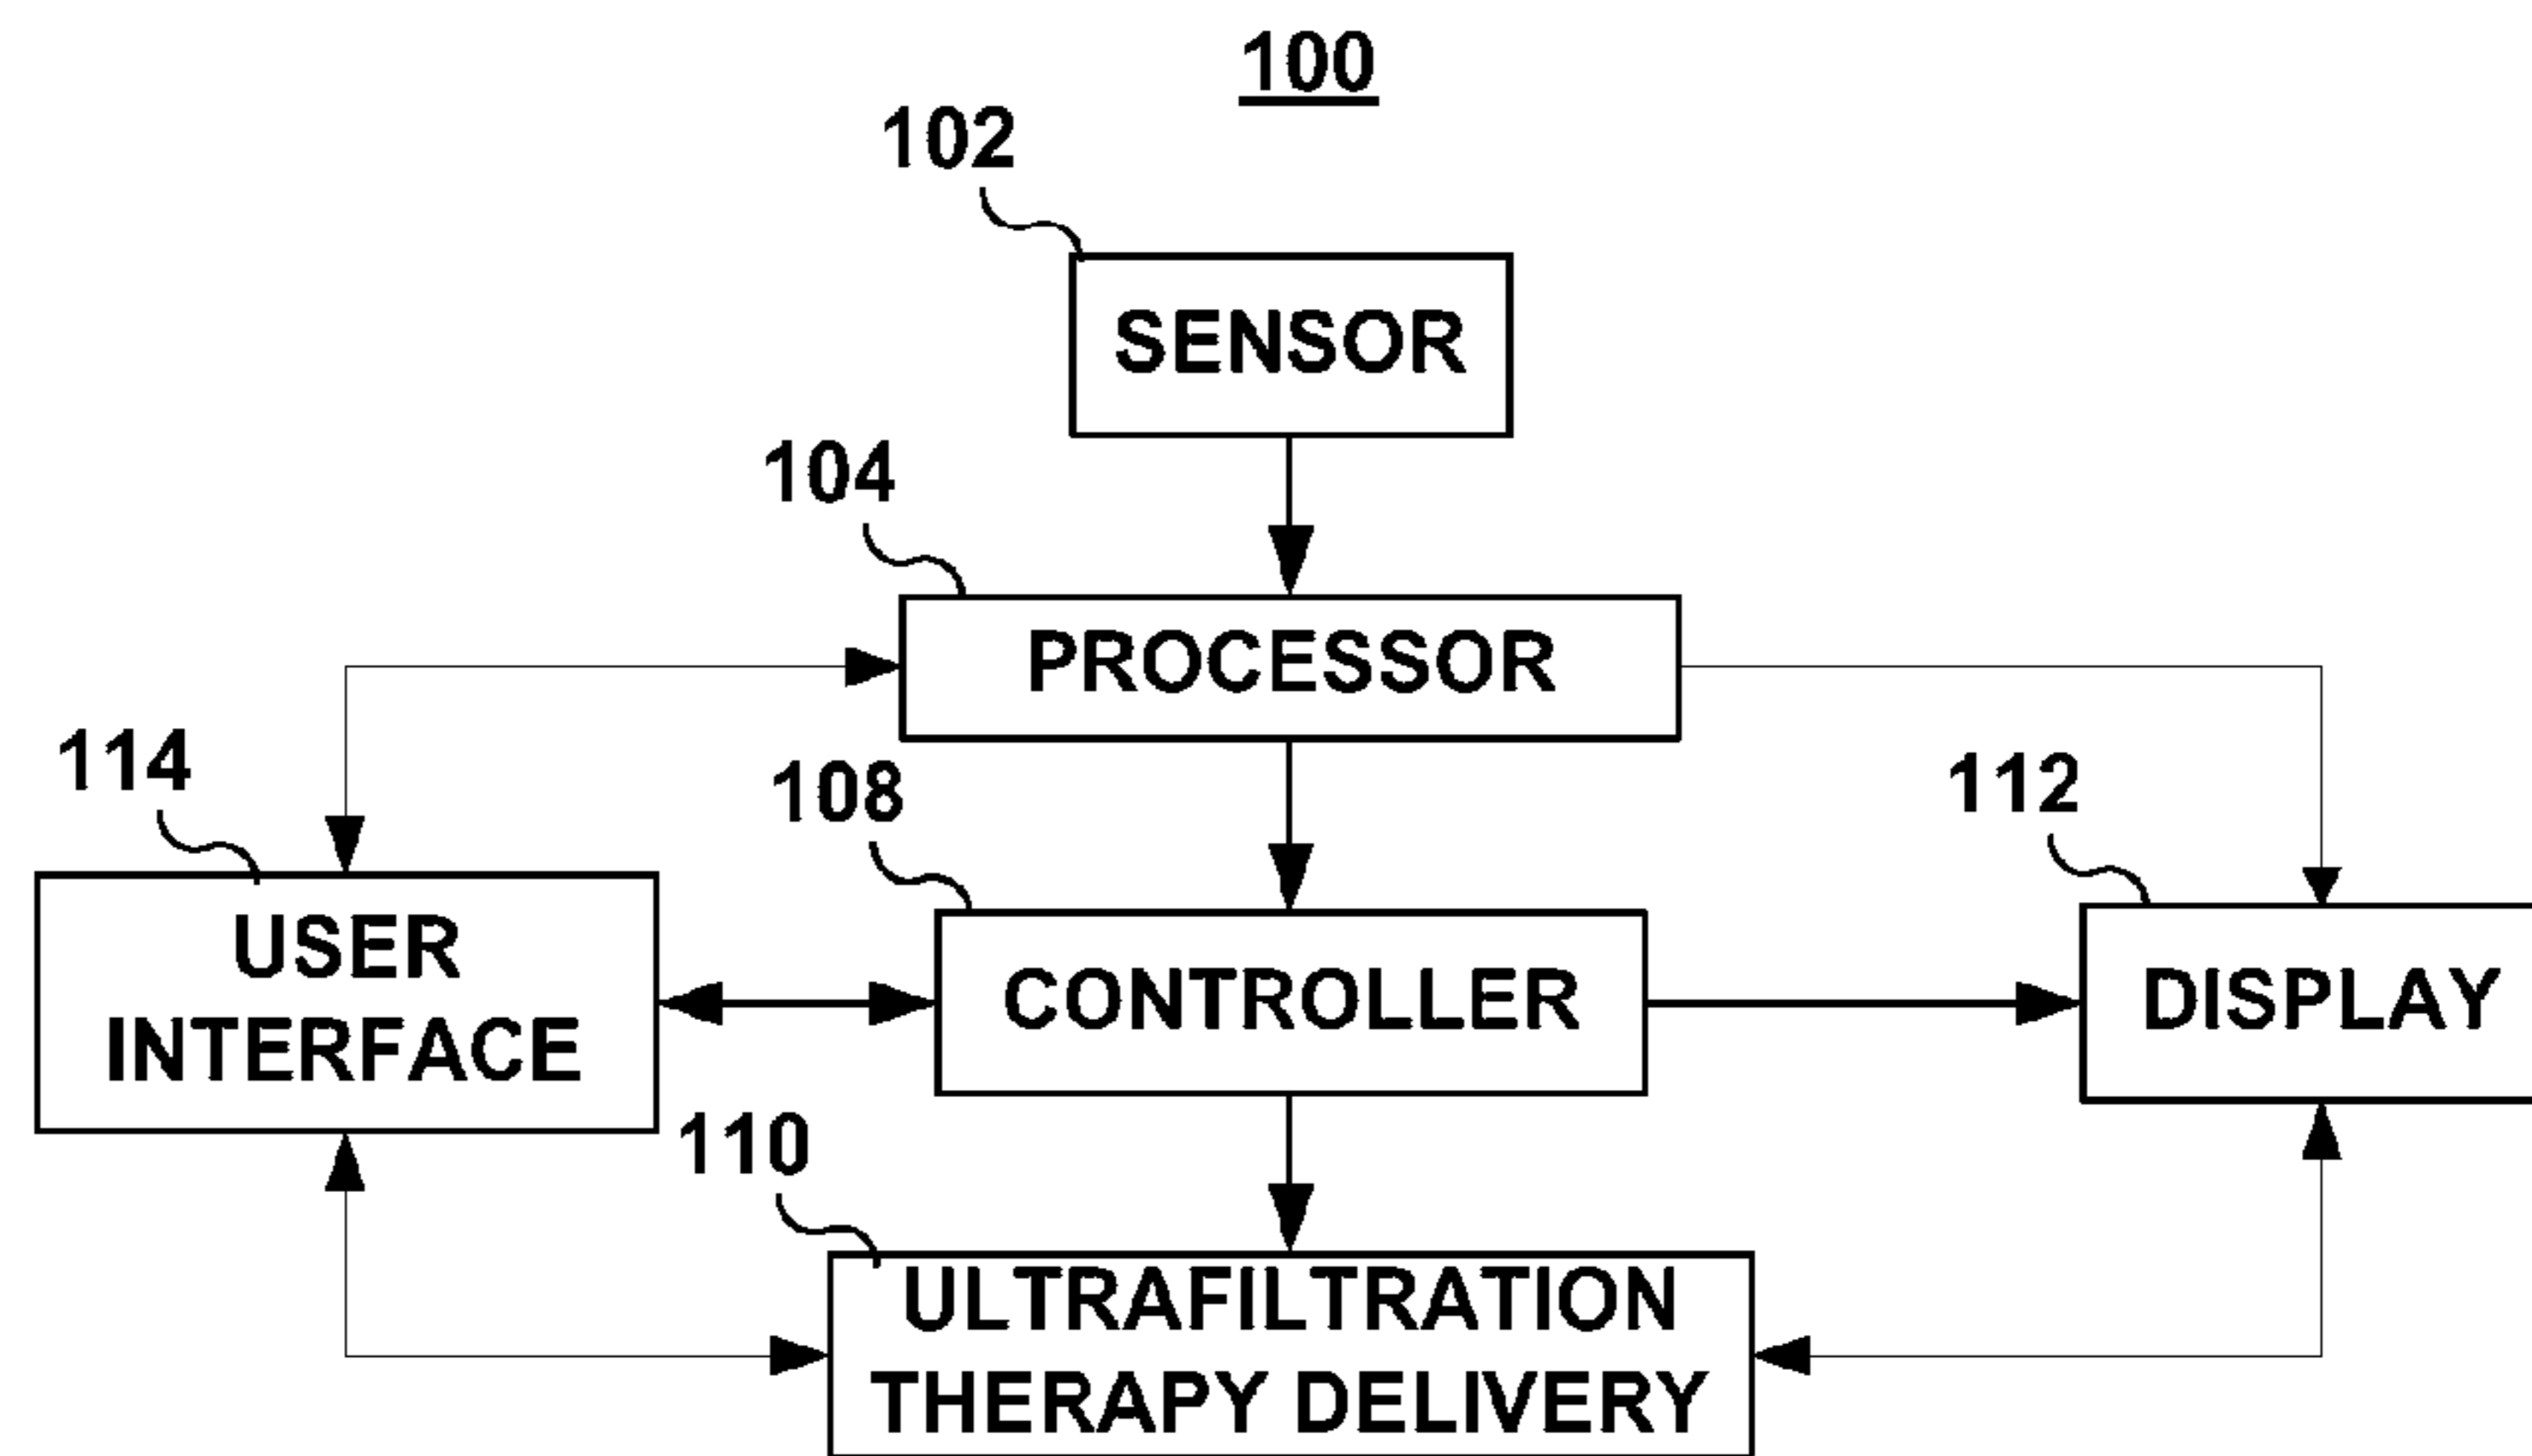 100
102
SENSOR
104
PROCESSOR
114
108
112
USER
INTERFACE
CONTROLLER
DISPLAY
110
ULTRAFILTRATION
THERAPY DELIVERY